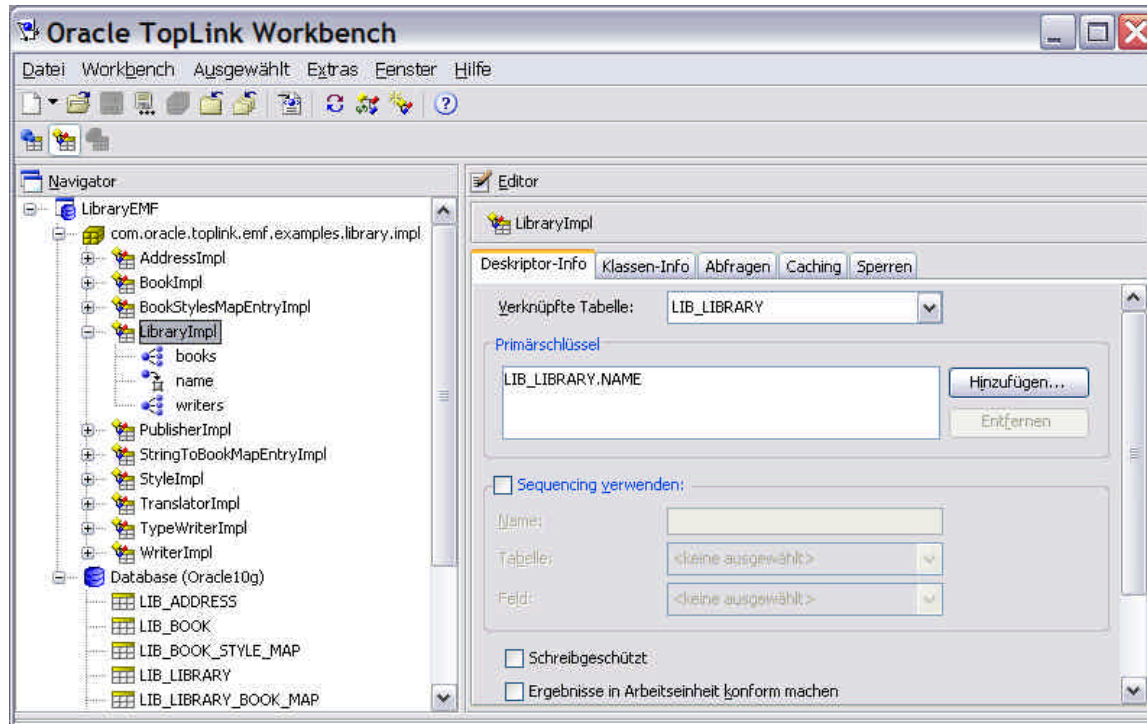 Oracle TopLink Workbench
Datei Workbench Ausgewählt Extras Fenster Hilfe
Navigator
LibraryEMF
com.oracle.toplink.emf.examples.library.impl
AddressImpl
BookImpl
BookStylesMapEntryImpl
LibraryImpl
books
name
writers
PublisherImpl
StringToBookMapEntryImpl
StyleImpl
TranslatorImpl
TypeWriterImpl
WriterImpl
Database (Oracle10g)
LIB_ADDRESS
LIB_BOOK
LIB_BOOK_STYLE_MAP
LIB_LIBRARY
LIB_LIBRARY_BOOK_MAP
Editor
LibraryImpl
Deskriptor-Info Klassen-Info Abfragen Caching Sperren
Verknüpfte Tabelle: LIB_LIBRARY
Primärschlüssel
LIB_LIBRARY.NAME
Hinzufügen...
Entfernen
Sequencing verwenden:
Name:
Tabelle: <keine ausgewählt>
Feld: <keine ausgewählt>
Schreibgeschützt
Ergebnisse in Arbeitseinheit konform machen